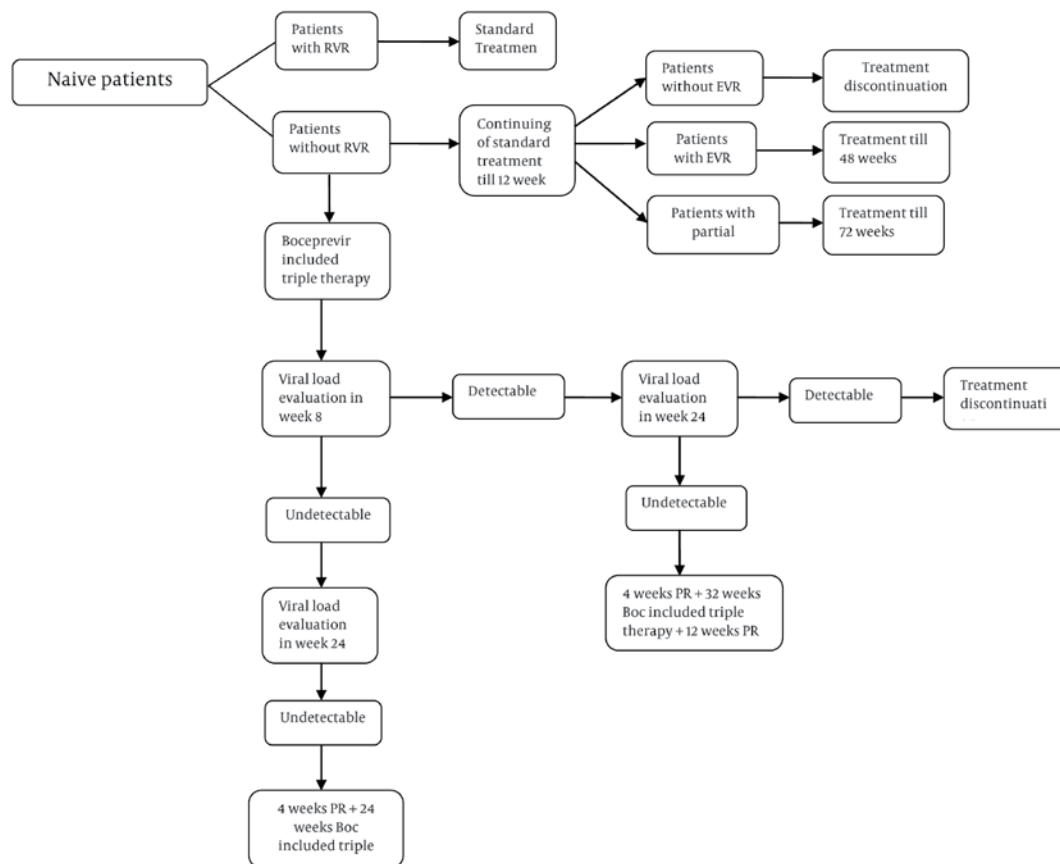 Naive patients
Patients
with RVR
Standard
Treatmen
Patients
without RVR
Continuing
of standard
treatment
till 12 week
Patients
without EVR
Treatment
discontinuation
Patients
with EVR
Treatment till
48 weeks
Patients with
partial
Treatment till
72 weeks
Boceprevir
included
triple therapy
Viral load
evaluation in
week 8
Detectable
Viral load
evaluation
in week 24
Detectable
Treatment
discontinuati
Undetectable
Undetectable
Viral load
evaluation
in week 24
4 weeks PR + 32 weeks
Boc included triple
therapy + 12 weeks PR
Undetectable
4 weeks PR + 24
weeks Boc
included triple